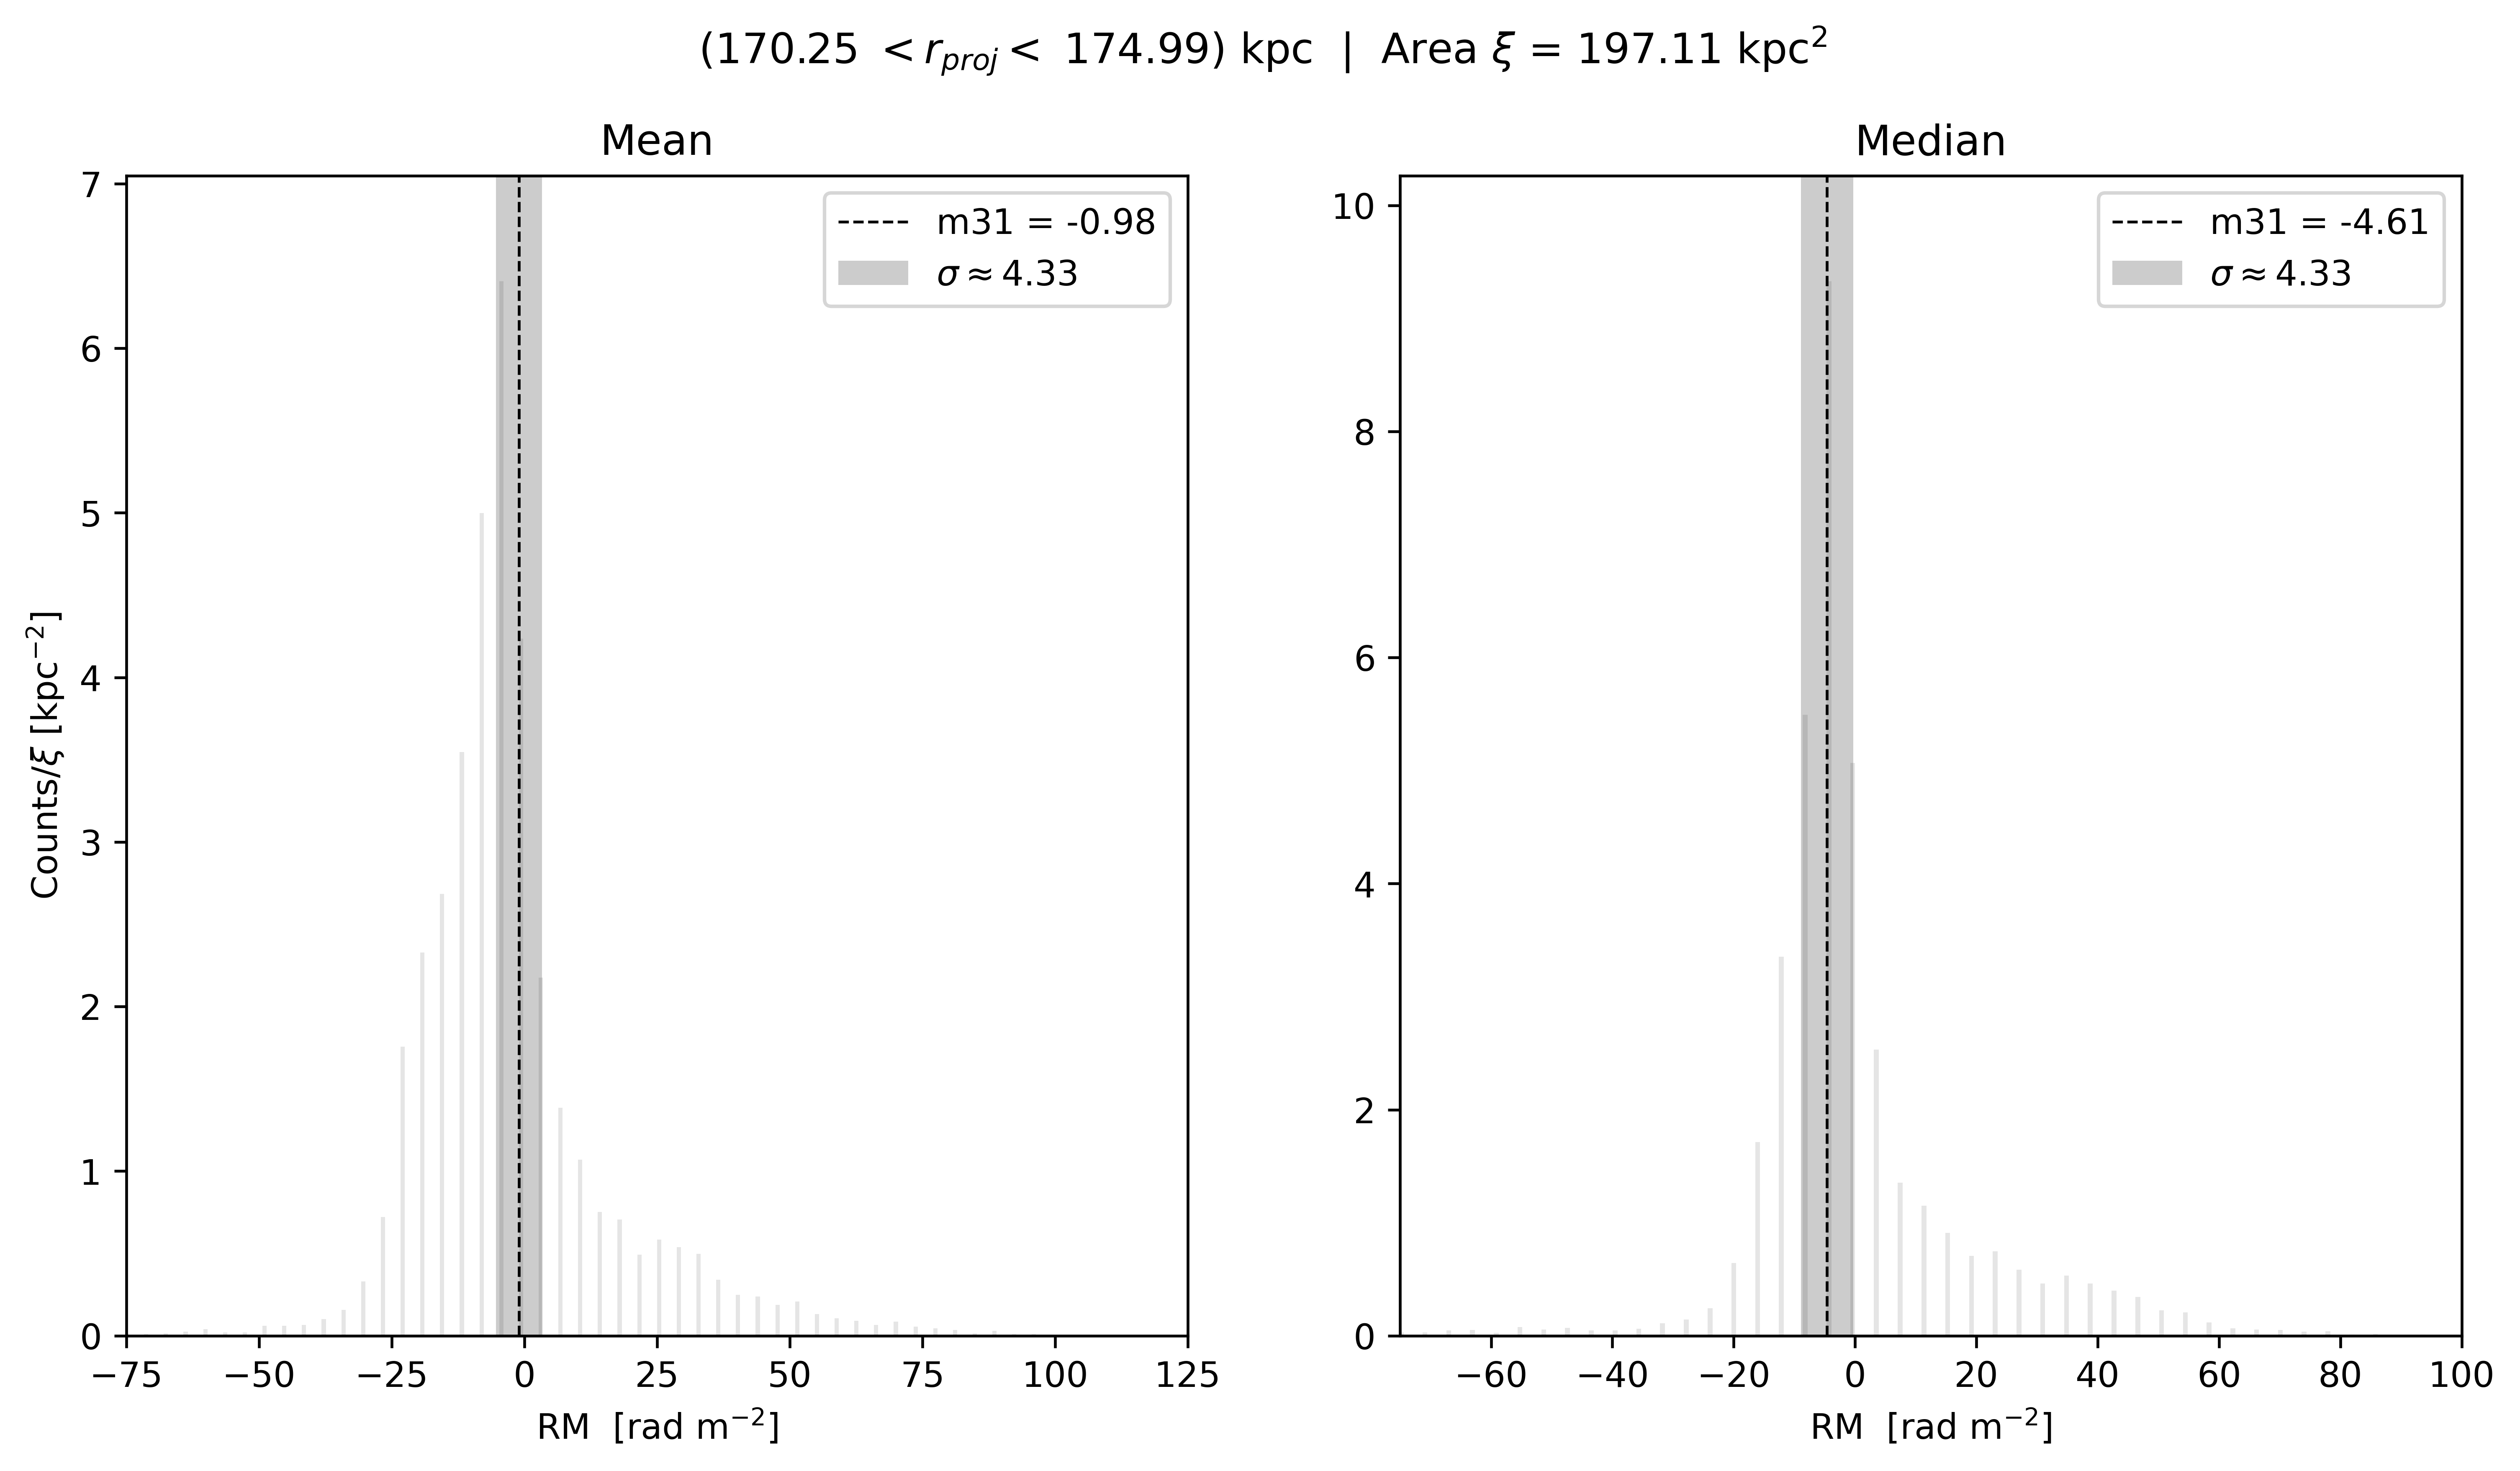 (170.25 < r_proj < 174.99) kpc | Area ξ = 197.11 kpc²
Mean
7
6
5
4
3
2
1
0
Counts/ξ [kpc⁻²]
m31 = -0.98
σ ≈ 4.33
−75 −50 −25 0 25 50 75 100 125
RM [rad m⁻²]
Median
10
8
6
4
2
0
m31 = -4.61
σ ≈ 4.33
−60 −40 −20 0 20 40 60 80 100
RM [rad m⁻²]